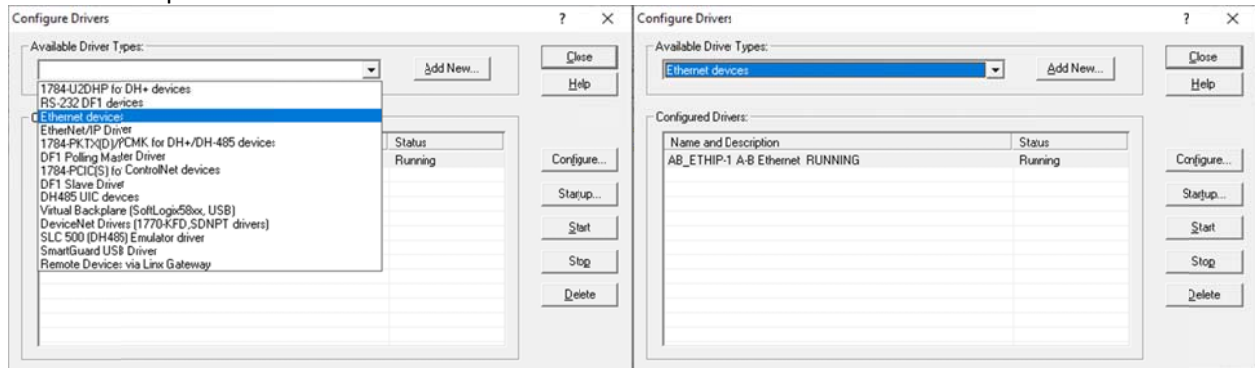 Configure Drivers
Available Driver Types:
Add New...
Close
Help
1784-U2DHP for DH+ devices
RS-232 DF1 devices
Ethernet devices
EtherNet/IP Driver
1784-PKTX(D)/PCMK for DH+/DH-485 devices
DF1 Polling Master Driver
1784-PCIC(S) for ControlNet devices
DF1 Slave Driver
DH485 UIC devices
Virtual Backplane (SoftLogix58xx, USB)
DeviceNet Drivers (1770-KFD,SDNPT drivers)
SLC 500 (DH485) Emulator driver
SmartGuard USB Driver
Remote Devices via Linx Gateway
Status
Running
Configure...
Startup...
Start
Stop
Delete
Configure Drivers
Available Driver Types:
Ethernet devices
Add New...
Close
Help
Configured Drivers:
Name and Description Status
AB_ETHIP-1 A-B Ethernet RUNNING Running
Configure...
Startup...
Start
Stop
Delete